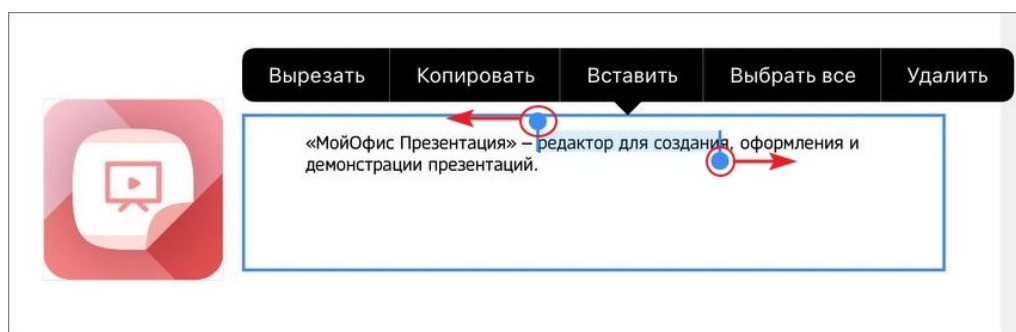 Вырезать Копировать Вставить Выбрать все Удалить
«МойОфис Презентация» – редактор для создания, оформления и
демонстрации презентаций.